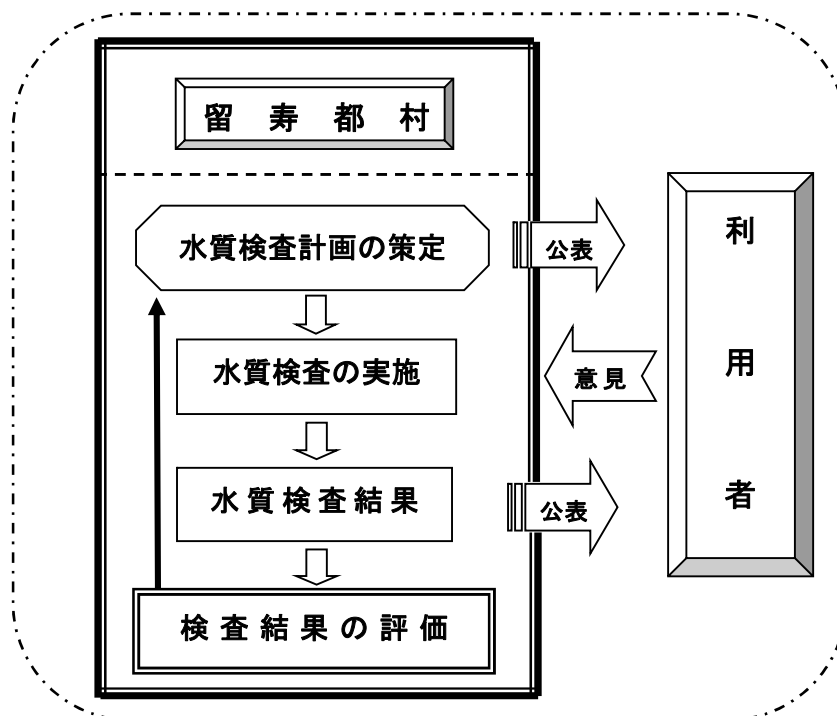 留寿都村
水質検査計画の策定
公表
水質検査の実施
意見
水質検査結果
公表
検査結果の評価
利用者